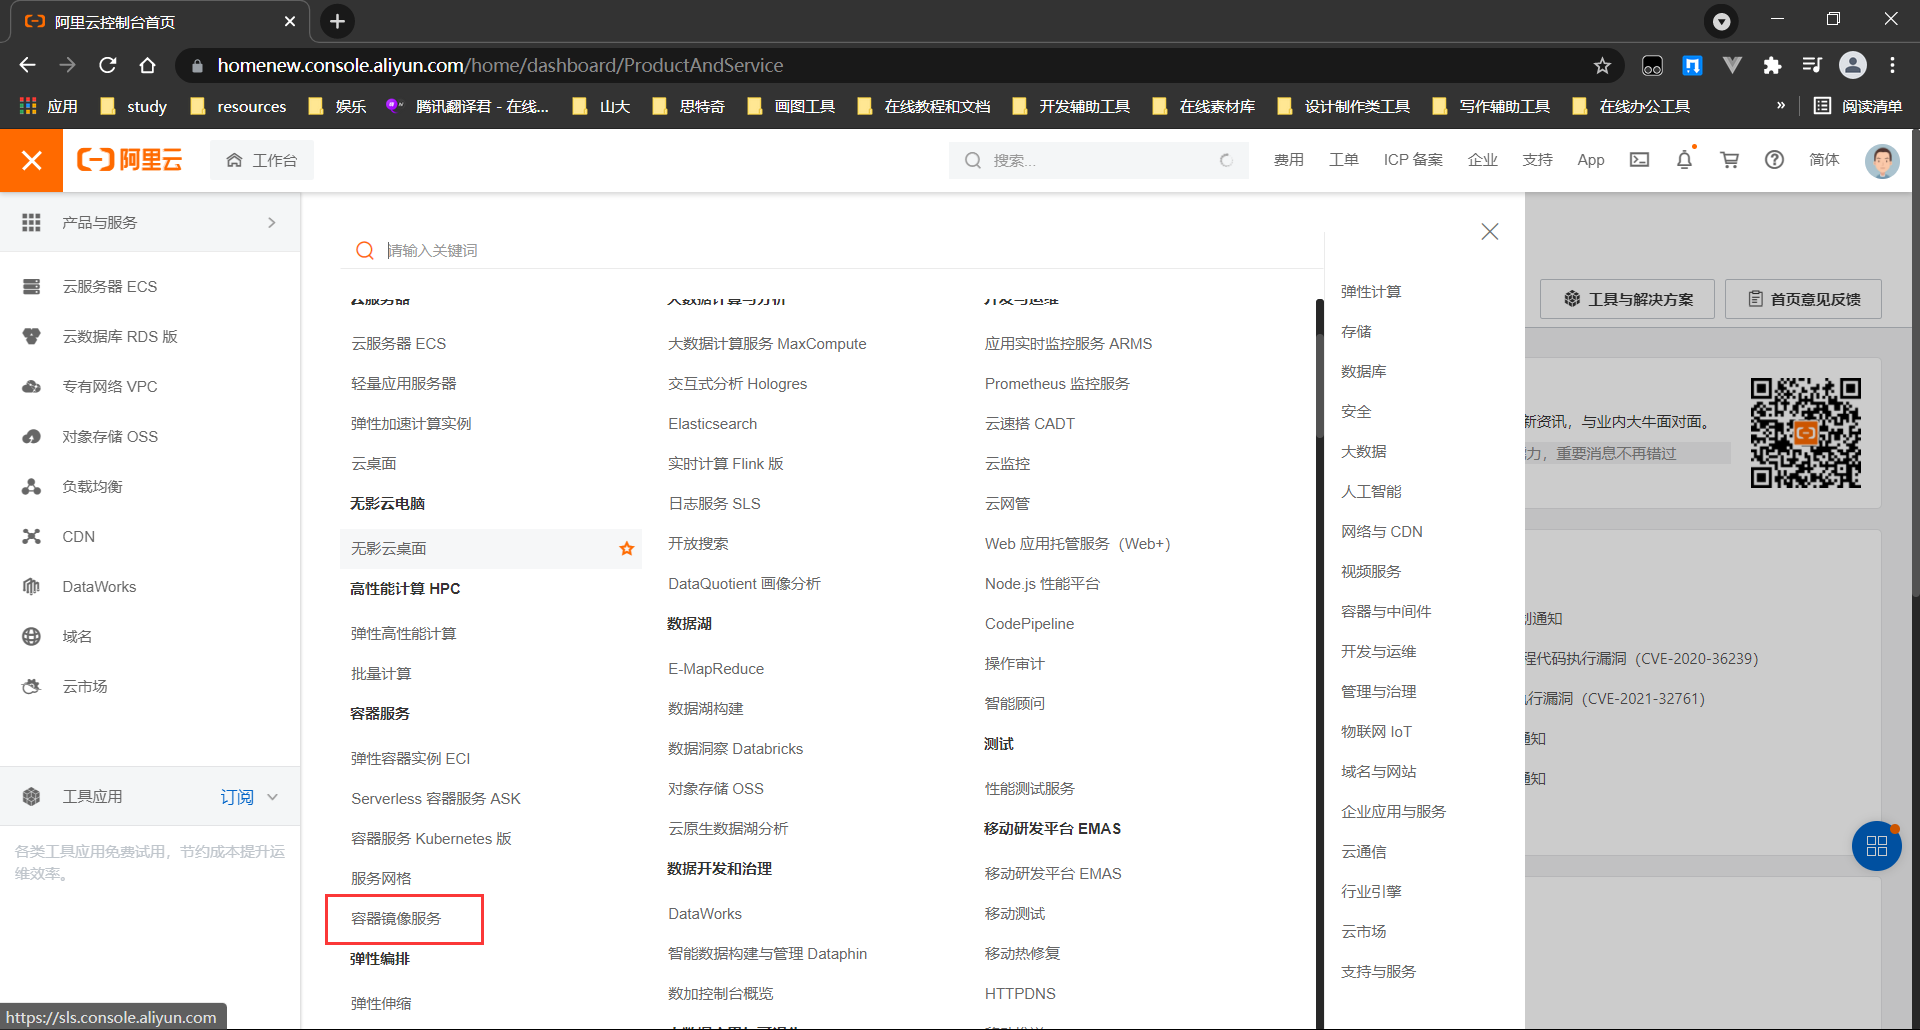 阿里云控制台首页
homenew.console.aliyun.com/home/dashboard/ProductAndService
应用 study resources 娱乐 腾讯翻译君 - 在线... 山大 思特奇 画图工具 在线教程和文档 开发辅助工具 在线素材库 设计制作类工具 写作辅助工具 在线办公工具 » 阅读清单
阿里云 工作台 搜索... 费用 工单 ICP 备案 企业 支持 App 简体
产品与服务
云服务器 ECS
云数据库 RDS 版
专有网络 VPC
对象存储 OSS
负载均衡
CDN
DataWorks
域名
云市场
工具应用 订阅
各类工具应用免费试用，节约成本提升运
维效率。
https://sls.console.aliyun.com
请输入关键词
云服务器
云服务器 ECS
轻量应用服务器
弹性加速计算实例
云桌面
无影云电脑
无影云桌面
高性能计算 HPC
弹性高性能计算
批量计算
容器服务
弹性容器实例 ECI
Serverless 容器服务 ASK
容器服务 Kubernetes 版
服务网格
容器镜像服务
弹性编排
弹性伸缩
大数据计算与分析
大数据计算服务 MaxCompute
交互式分析 Hologres
Elasticsearch
实时计算 Flink 版
日志服务 SLS
开放搜索
DataQuotient 画像分析
数据湖
E-MapReduce
数据湖构建
数据洞察 Databricks
对象存储 OSS
云原生数据湖分析
数据开发和治理
DataWorks
智能数据构建与管理 Dataphin
数加控制台概览
开发与运维
应用实时监控服务 ARMS
Prometheus 监控服务
云速搭 CADT
云监控
云网管
Web 应用托管服务（Web+）
Node.js 性能平台
CodePipeline
操作审计
智能顾问
测试
性能测试服务
移动研发平台 EMAS
移动研发平台 EMAS
移动测试
移动热修复
HTTPDNS
弹性计算
存储
数据库
安全
大数据
人工智能
网络与 CDN
视频服务
容器与中间件
开发与运维
管理与治理
物联网 IoT
域名与网站
企业应用与服务
云通信
行业引擎
云市场
支持与服务
工具与解决方案 首页意见反馈
新资讯，与业内大牛面对面。
力，重要消息不再错过
通知
程代码执行漏洞（CVE-2020-36239）
行漏洞（CVE-2021-32761）
通知
通知